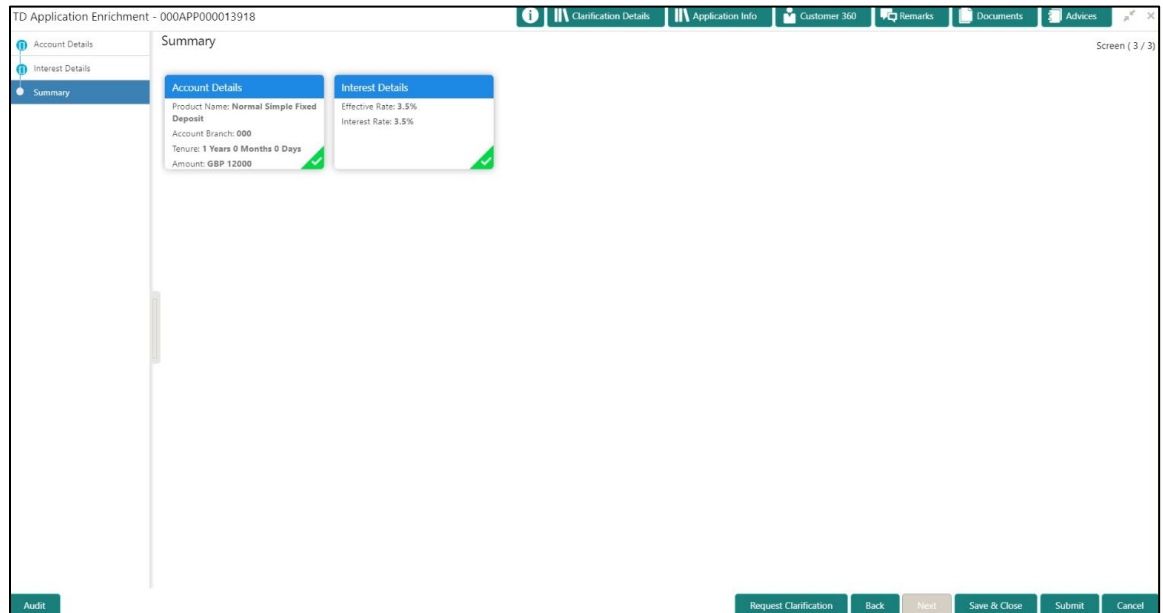 TD Application Enrichment - 000APP000013918
i
Clarification Details
Application Info
Customer 360
Remarks
Documents
Advices
Account Details
Interest Details
Summary
Summary
Screen ( 3 / 3)
Account Details
Product Name: Normal Simple Fixed
Deposit
Account Branch: 000
Tenure: 1 Years 0 Months 0 Days
Amount: GBP 12000
Interest Details
Effective Rate: 3.5%
Interest Rate: 3.5%
Audit
Request Clarification
Back
Next
Save & Close
Submit
Cancel